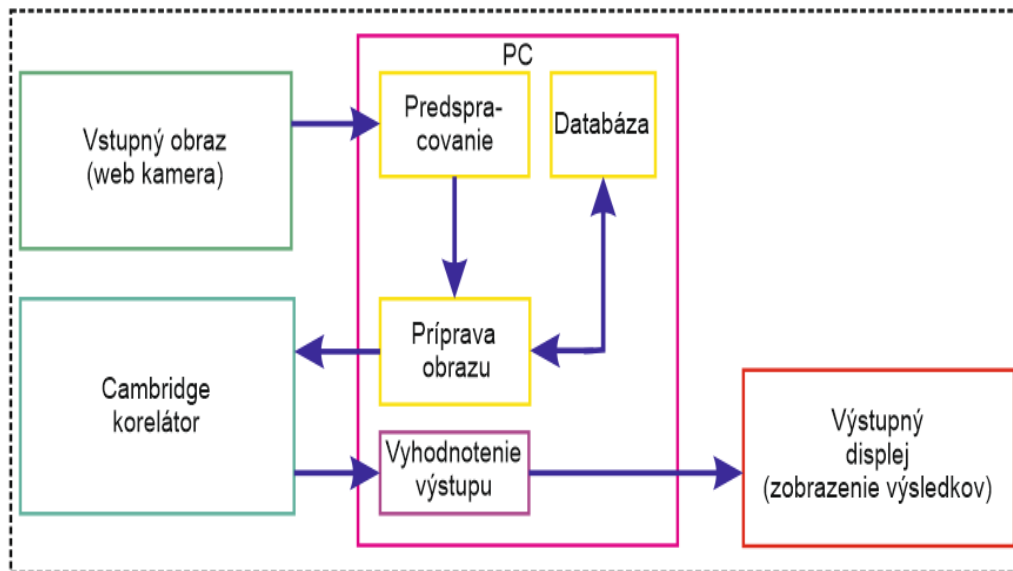 PC
Vstupný obraz
(web kamera)
Predspra-
covanie
Databáza
Príprava
obrazu
Cambridge
korelátor
Vyhodnotenie
výstupu
Výstupný
displej
(zobrazenie výsledkov)